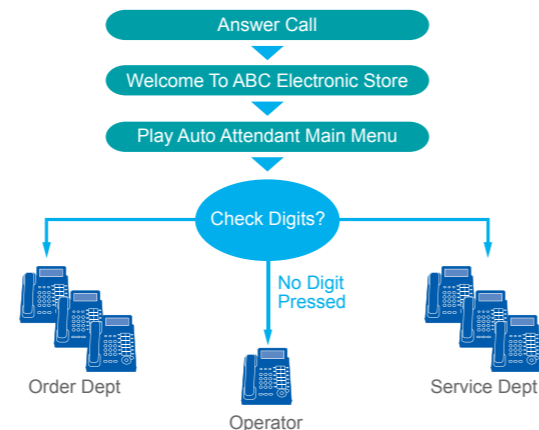 Answer Call
Welcome To ABC Electronic Store
Play Auto Attendant Main Menu
Check Digits?
No Digit
Pressed
Order Dept
Service Dept
Operator